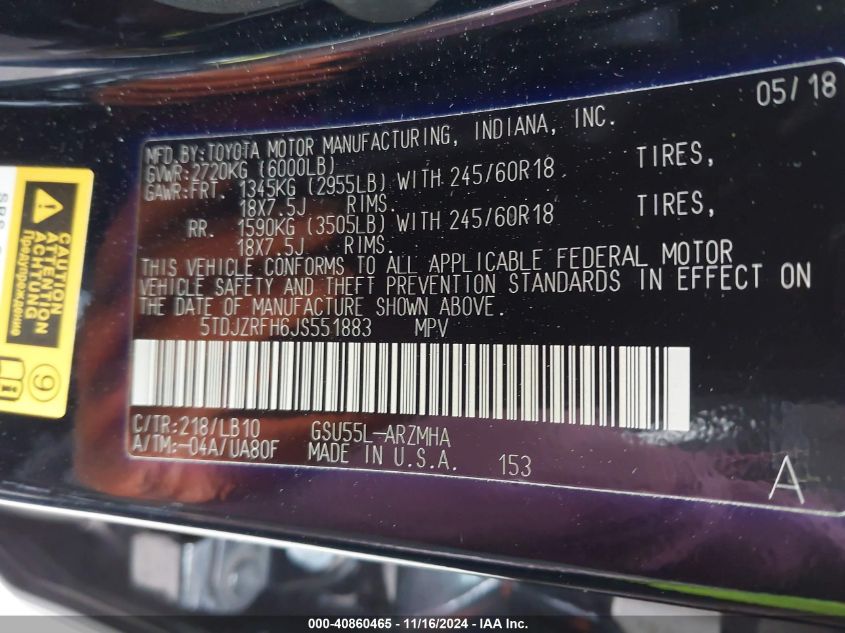 05/18
MFD.BY:TOYOTA MOTOR MANUFACTURING, INDIANA, INC.
GVWR:2720KG (6000LB)
GAWR:FRT. 1345KG (2955LB) WITH 245/60R18 TIRES,
18X7.5J RIMS.
RR. 1590KG (3505LB) WITH 245/60R18 TIRES,
18X7.5J RIMS.
THIS VEHICLE CONFORMS TO ALL APPLICABLE FEDERAL MOTOR
VEHICLE SAFETY AND THEFT PREVENTION STANDARDS IN EFFECT ON
THE DATE OF MANUFACTURE SHOWN ABOVE.
5TDJZRFH6JS551883 MPV
C/TR:218/LB10 GSU55L-ARZMHA
A/TM:-04A/UA80F MADE IN U.S.A. 153
A
CAUTION
ATTENTION
ACHTUNG
Предупреждение
9
000-40860465 - 11/16/2024 - IAA Inc.